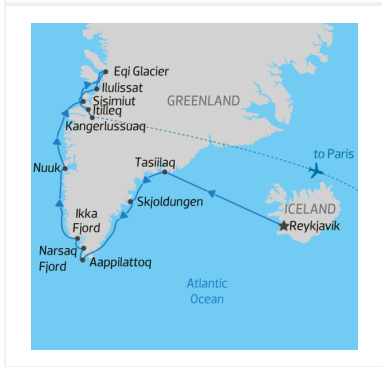 Eqi Glacier
Ilulissat
Sisimiut
Itilleq
Kangerlussuaq
GREENLAND
to Paris
Nuuk
Tasiilaq
Skjoldungen
ICELAND
Reykjavik
Ikka
Fjord
Narsaq
Fjord
Aappilattoq
Atlantic
Ocean